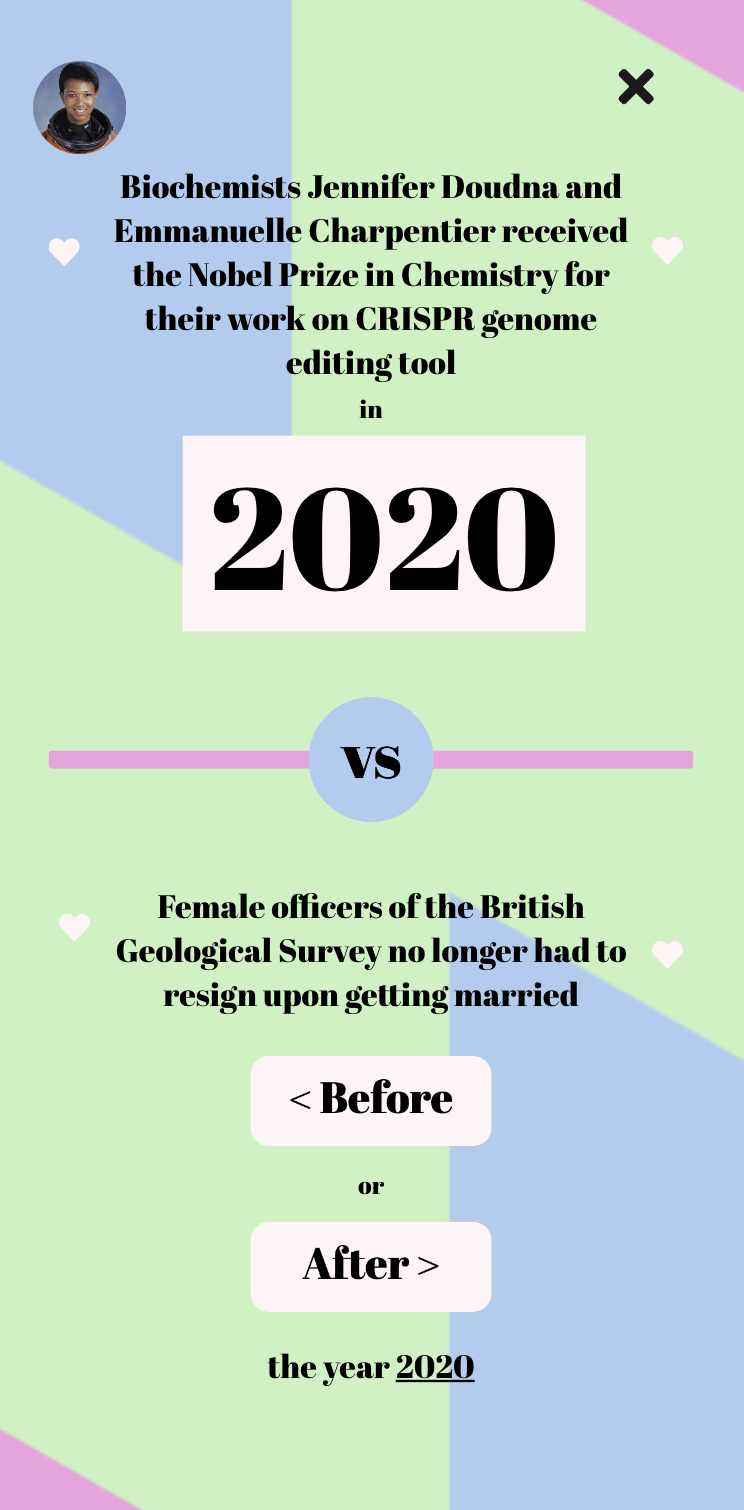 Biochemists Jennifer Doudna and
Emmanuelle Charpentier received
the Nobel Prize in Chemistry for
their work on CRISPR genome
editing tool
in
2020
vs
Female officers of the British
Geological Survey no longer had to
resign upon getting married
< Before
or
After >
the year 2020